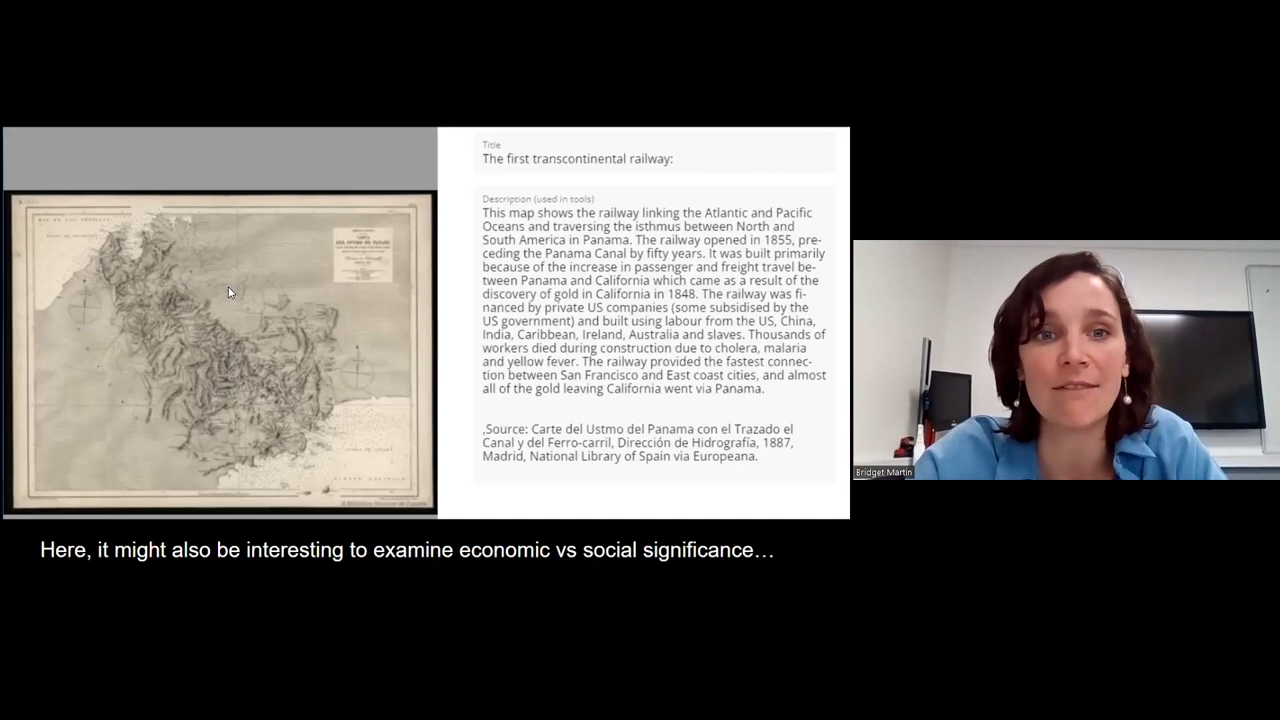 MAR DE LAS ANTILLAS
CARTA
DEL ISTMO DE PANAMÁ
Title
The first transcontinental railway:
Description (used in tools)
This map shows the railway linking the Atlantic and Pacific
Oceans and traversing the isthmus between North and
South America in Panama. The railway opened in 1855, pre-
ceding the Panama Canal by fifty years. It was built primarily
because of the increase in passenger and freight travel be-
tween Panama and California which came as a result of the
discovery of gold in California in 1848. The railway was fi-
nanced by private US companies (some subsidised by the
US government) and built using labour from the US, China,
India, Caribbean, Ireland, Australia and slaves. Thousands of
workers died during construction due to cholera, malaria
and yellow fever. The railway provided the fastest connec-
tion between San Francisco and East coast cities, and almost
all of the gold leaving California went via Panama.
,Source: Carte del Ustmo del Panama con el Trazado el
Canal y del Ferro-carril, Dirección de Hidrografía, 1887,
Madrid, National Library of Spain via Europeana.
Bridget Martin
Here, it might also be interesting to examine economic vs social significance…